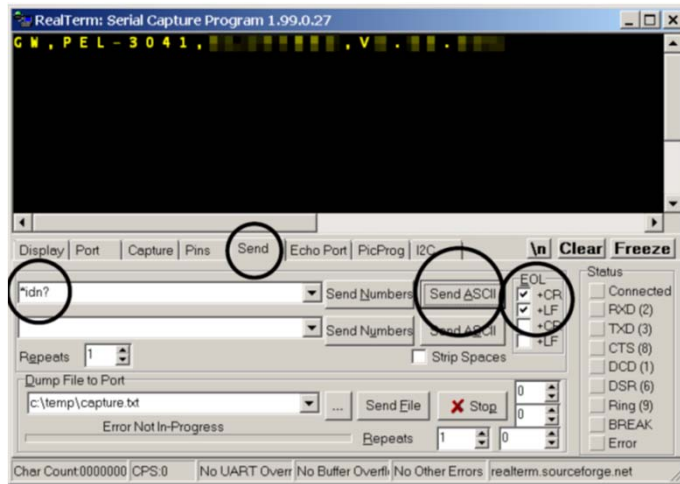 RealTerm: Serial Capture Program 1.99.0.27
GW,PEL-3041, ,V . .
Display Port Capture Pins Send Echo Port PicProg I2C \n Clear Freeze
*idn? Send Numbers Send ASCII
EOL
+CR
+LF
Send Numbers Send ASCII
+CR
+LF
Repeats 1 Strip Spaces
Dump File to Port
c:\temp\capture.txt ... Send File Stop 0
0
Error Not In-Progress
Repeats 1 0
Status
Connected
RXD (2)
TXD (3)
CTS (8)
DCD (1)
DSR (6)
Ring (9)
BREAK
Error
Char Count:0000000 CPS:0 No UART Overr No Buffer Overfl No Other Errors realterm.sourceforge.net